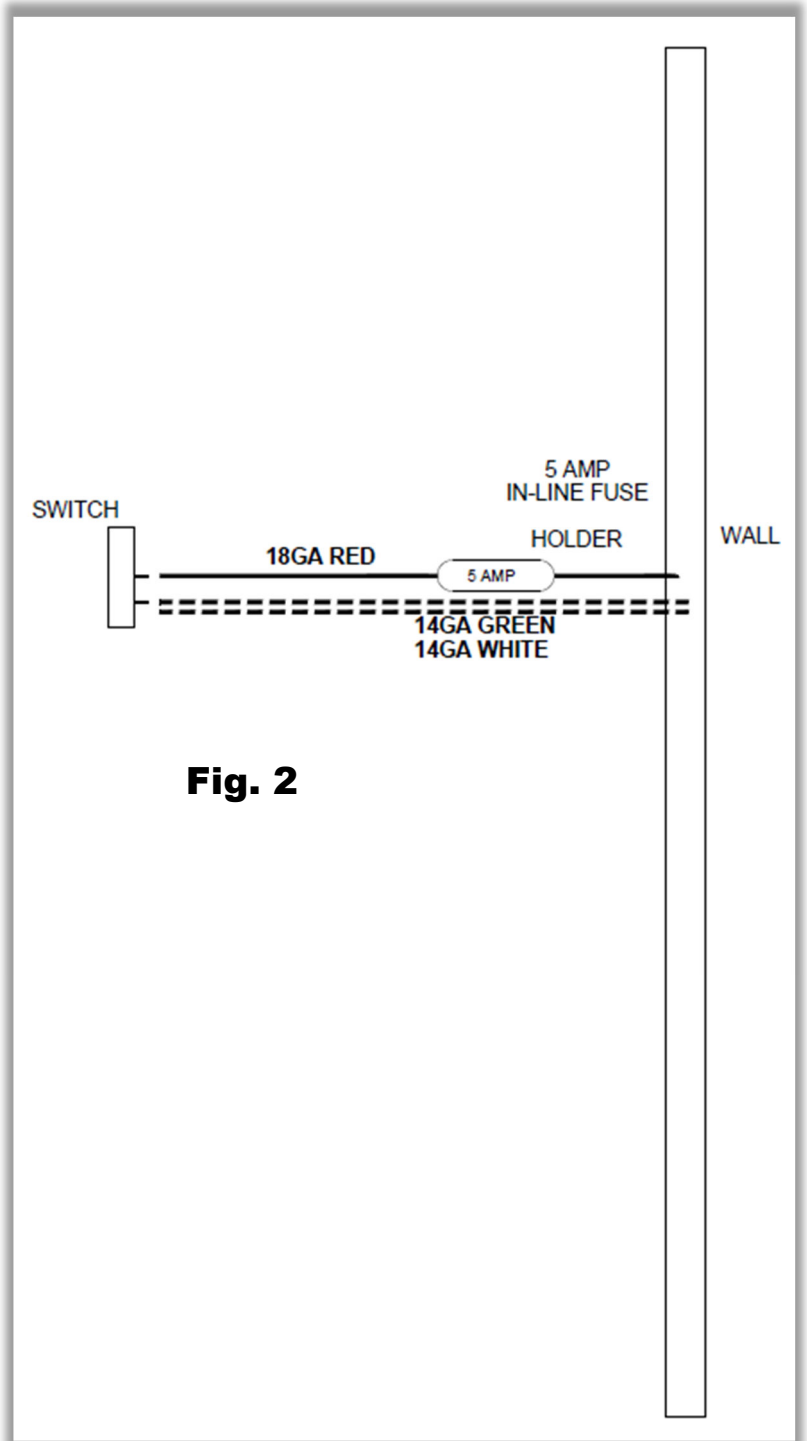 5 AMP
IN-LINE FUSE
HOLDER
SWITCH
WALL
18GA RED
5 AMP
14GA GREEN
14GA WHITE
Fig. 2